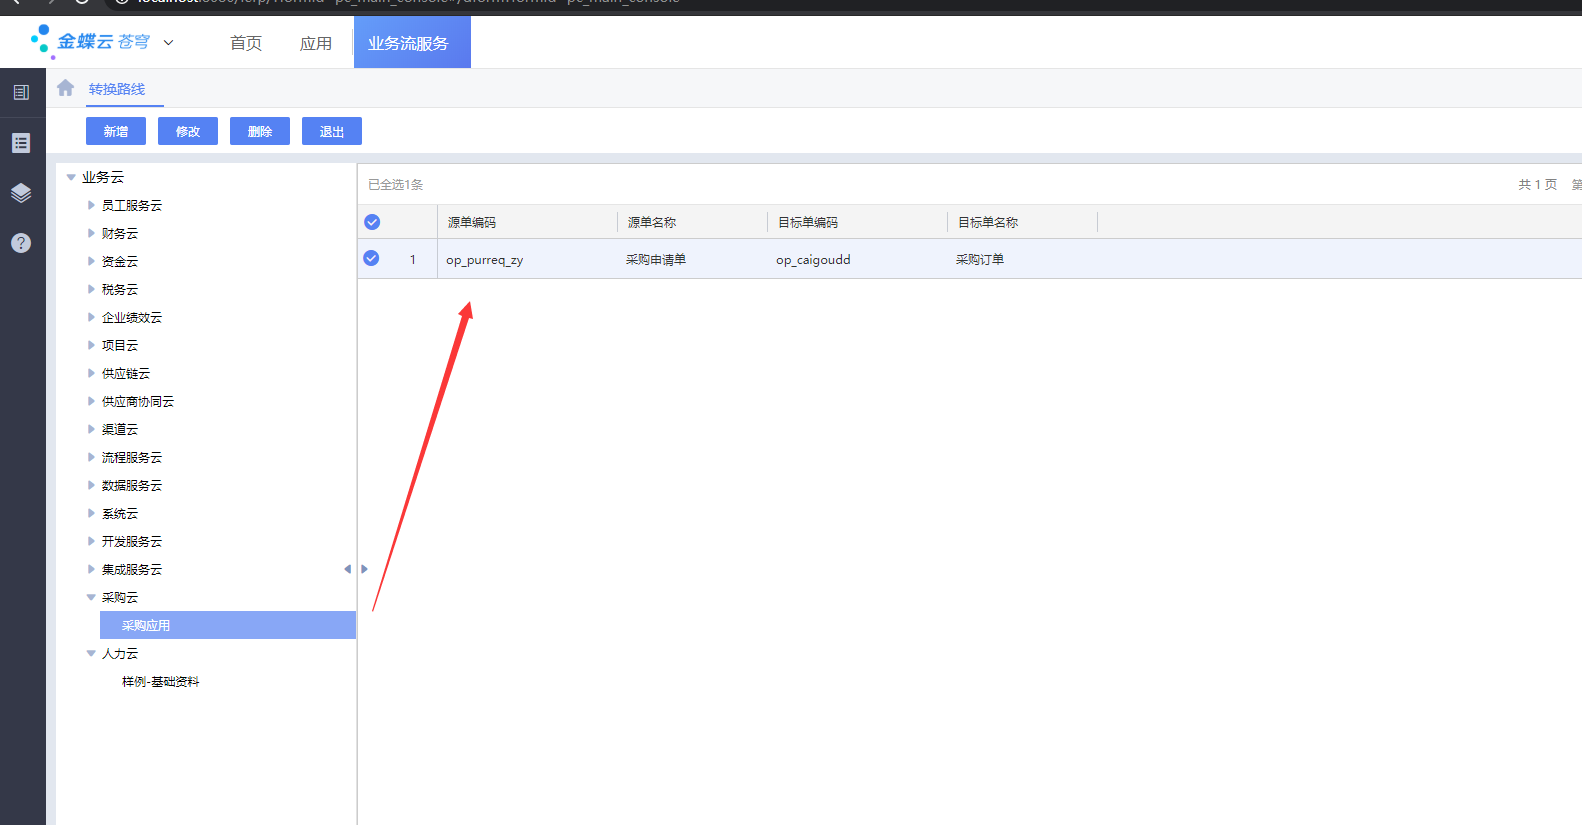 金蝶云 苍穹
首页 应用 业务流服务
转换路线
新增 修改 删除 退出
业务云
员工服务云
财务云
资金云
税务云
企业绩效云
项目云
供应链云
供应商协同云
渠道云
流程服务云
数据服务云
系统云
开发服务云
集成服务云
采购云
采购应用
人力云
样例-基础资料
已全选1条
共 1 页 第
源单编码 源单名称 目标单编码 目标单名称
1 op_purreq_zy 采购申请单 op_caigoudd 采购订单